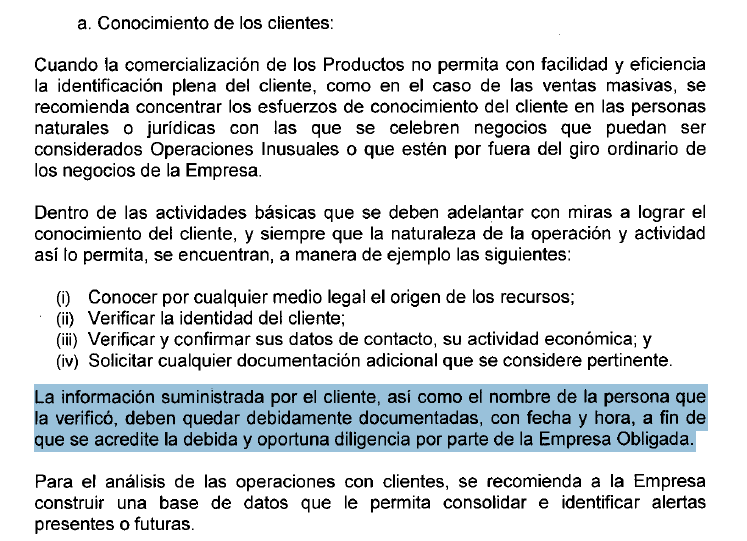 a. Conocimiento de los clientes:
Cuando la comercialización de los Productos no permita con facilidad y eficiencia
la identificación plena del cliente, como en el caso de las ventas masivas, se
recomienda concentrar los esfuerzos de conocimiento del cliente en las personas
naturales o jurídicas con las que se celebren negocios que puedan ser
considerados Operaciones Inusuales o que estén por fuera del giro ordinario de
los negocios de la Empresa.
Dentro de las actividades básicas que se deben adelantar con miras a lograr el
conocimiento del cliente, y siempre que la naturaleza de la operación y actividad
así lo permita, se encuentran, a manera de ejemplo las siguientes:
(i) Conocer por cualquier medio legal el origen de los recursos;
(ii) Verificar la identidad del cliente;
(iii) Verificar y confirmar sus datos de contacto, su actividad económica; y
(iv) Solicitar cualquier documentación adicional que se considere pertinente.
La información suministrada por el cliente, así como el nombre de la persona que
la verificó, deben quedar debidamente documentadas, con fecha y hora, a fin de
que se acredite la debida y oportuna diligencia por parte de la Empresa Obligada.
Para el análisis de las operaciones con clientes, se recomienda a la Empresa
construir una base de datos que le permita consolidar e identificar alertas
presentes o futuras.